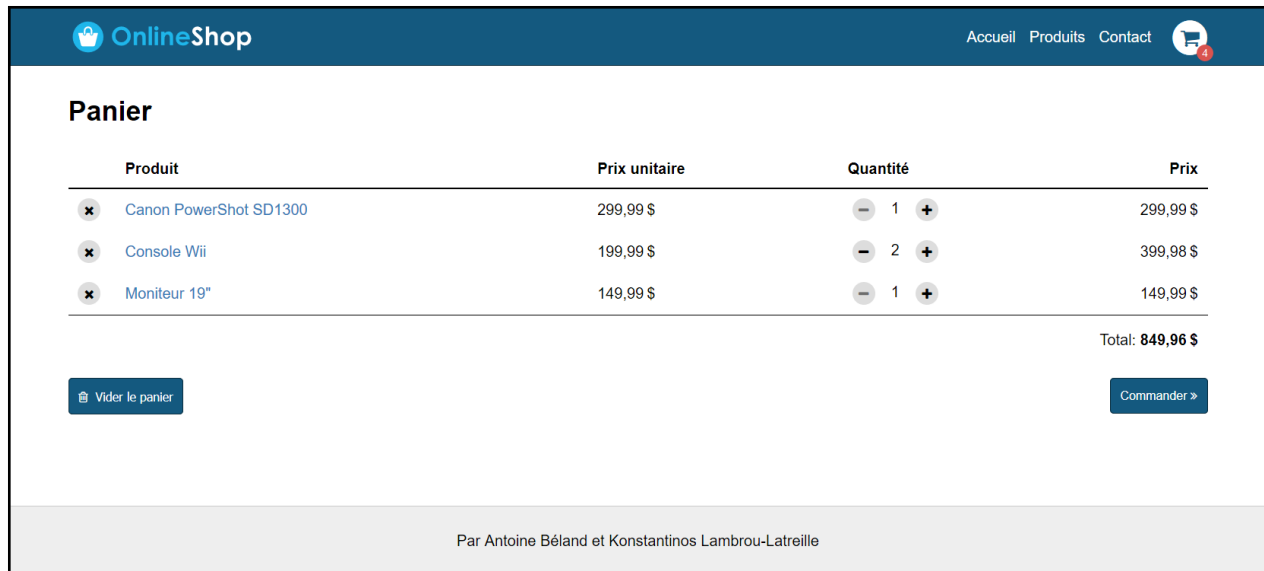 OnlineShop Accueil Produits Contact 4
Panier
Produit Prix unitaire Quantité Prix
Canon PowerShot SD1300 299,99 $ 1 299,99 $
Console Wii 199,99 $ 2 399,98 $
Moniteur 19" 149,99 $ 1 149,99 $
Total: 849,96 $
Vider le panier Commander »
Par Antoine Béland et Konstantinos Lambrou-Latreille